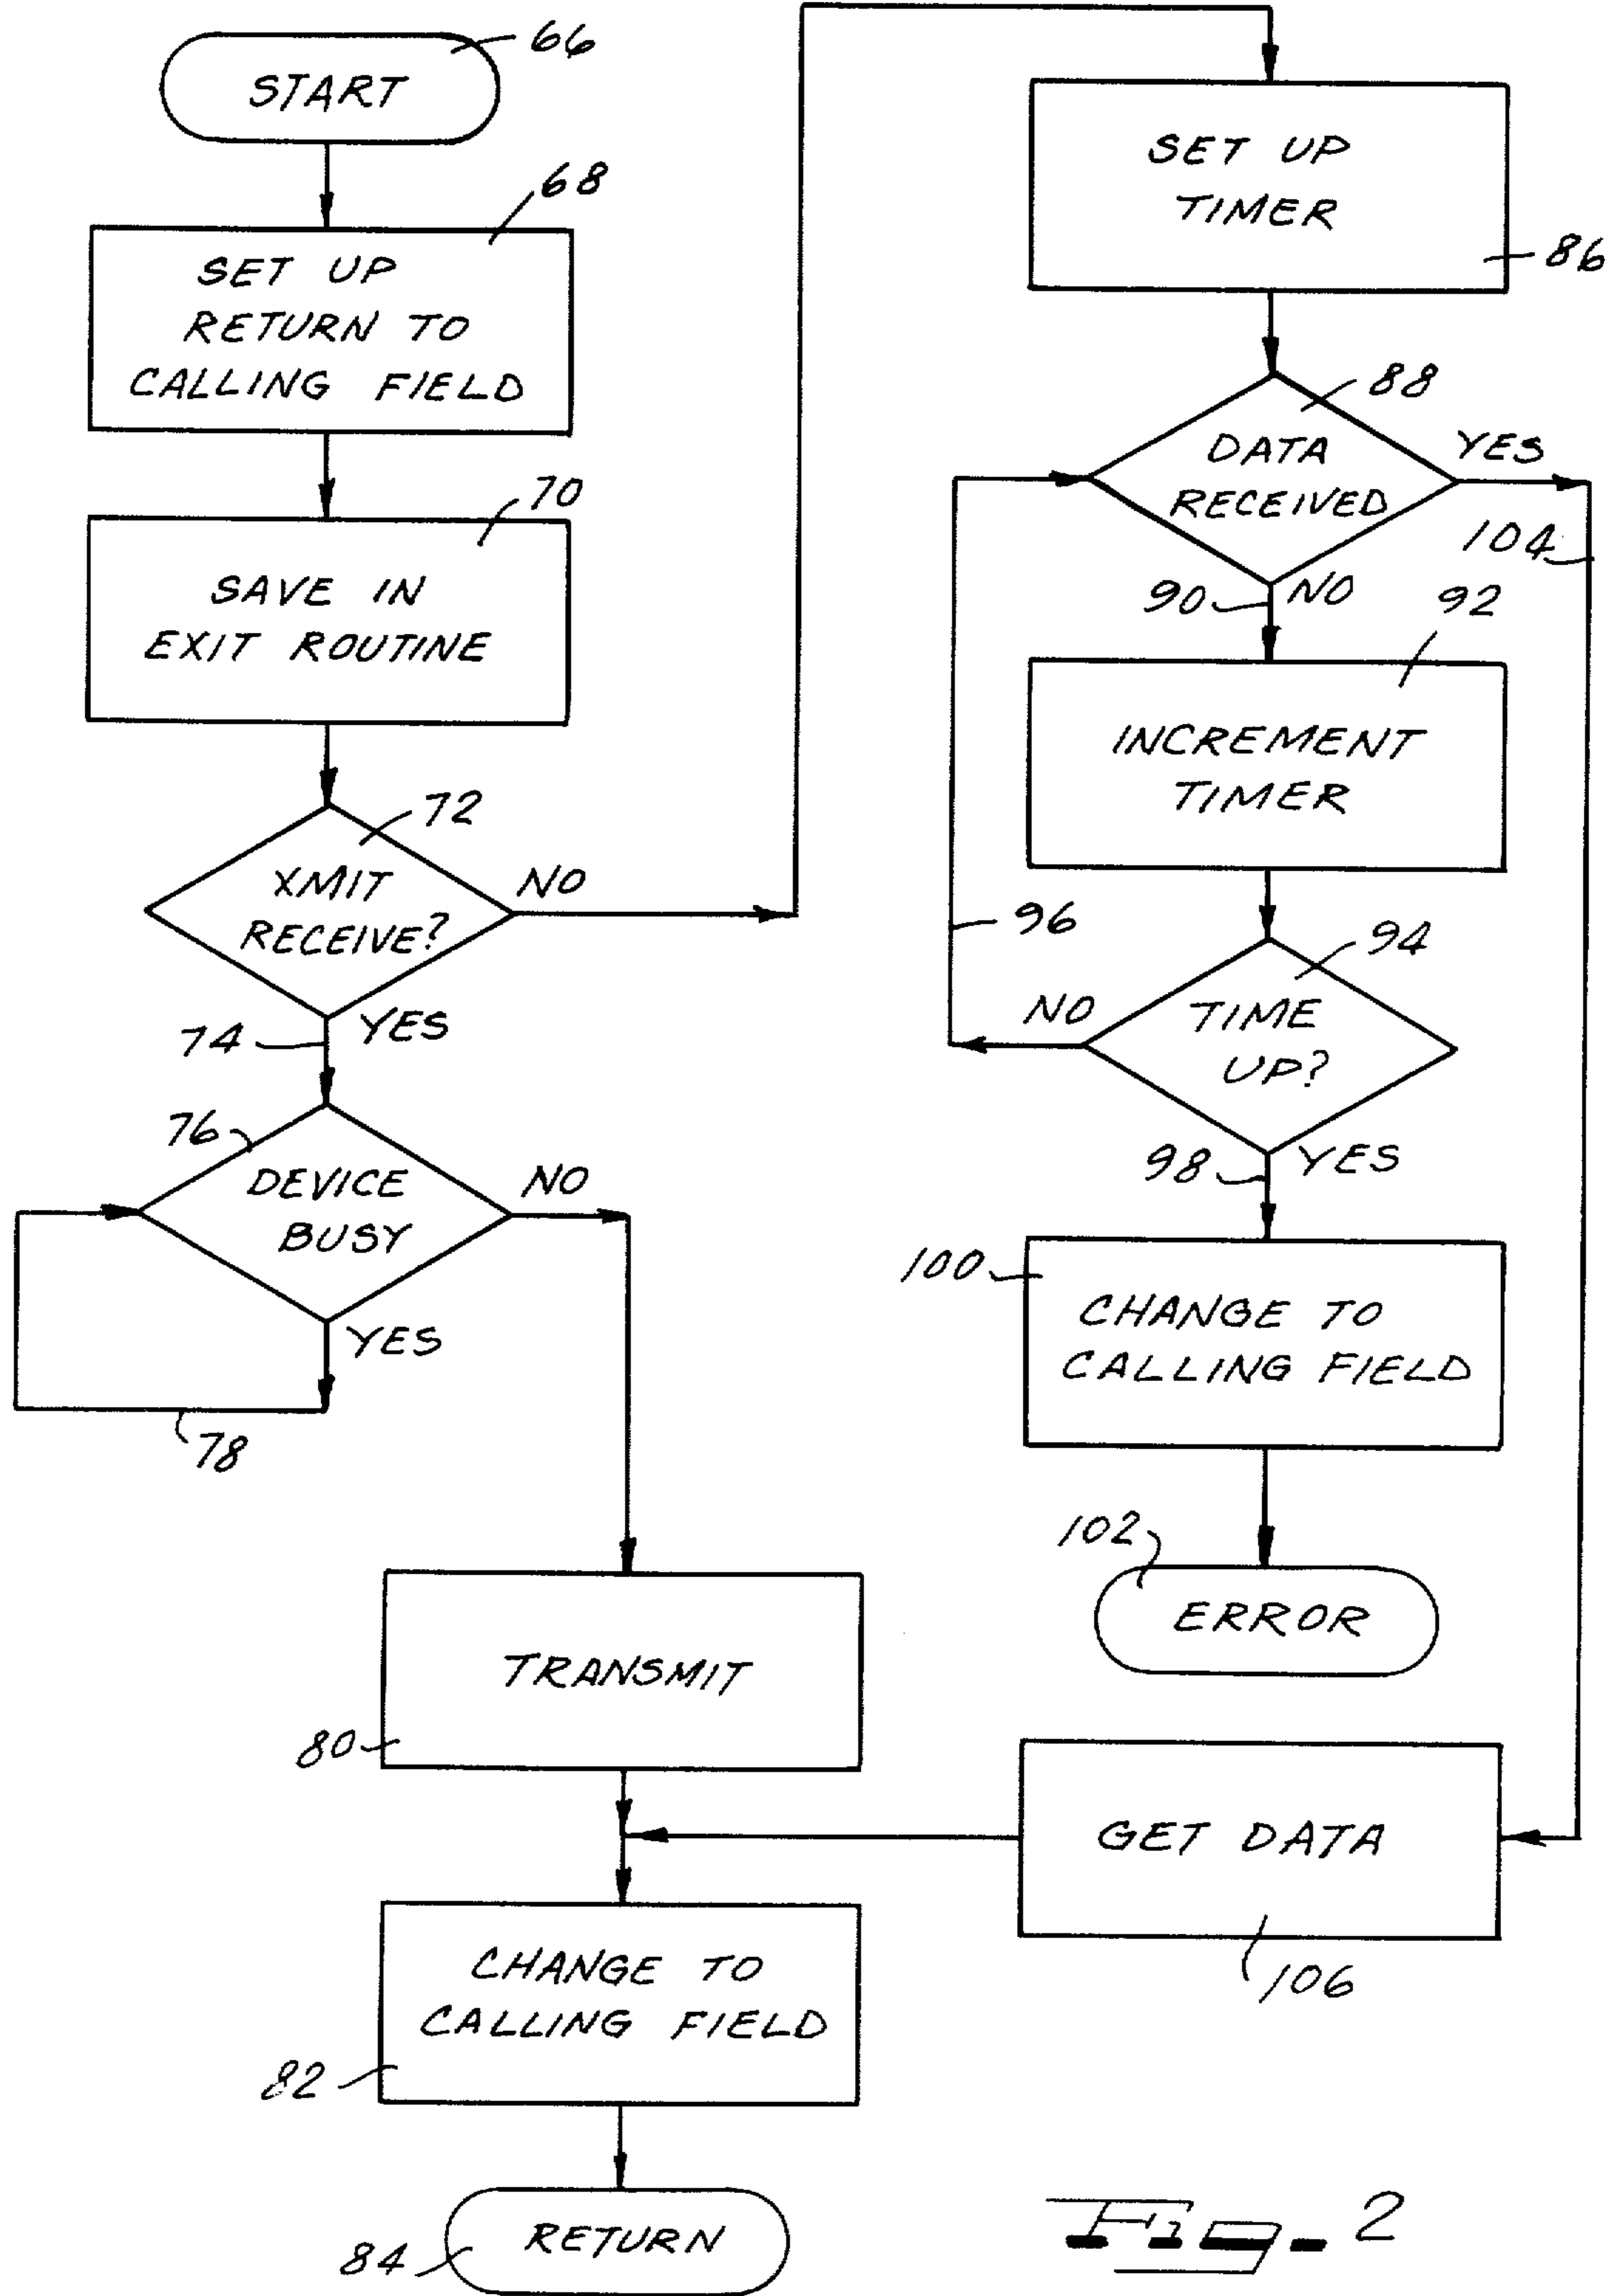 START
66
68
SET UP
RETURN TO
CALLING FIELD
70
SAVE IN
EXIT ROUTINE
72
XMIT
RECEIVE?
NO
74
YES
76
DEVICE
BUSY
NO
YES
78
TRANSMIT
80
CHANGE TO
CALLING FIELD
82
RETURN
84
SET UP
TIMER
86
88
DATA
RECEIVED
YES
104
90
NO
92
INCREMENT
TIMER
96
94
NO
TIME
UP?
98
YES
100
CHANGE TO
CALLING FIELD
102
ERROR
GET DATA
106
Fig. 2